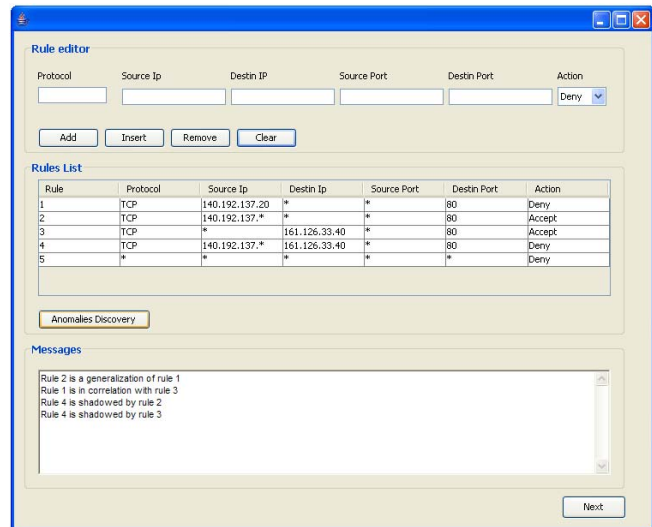 Rule editor
Protocol Source Ip Destin IP Source Port Destin Port Action
Deny
Add Insert Remove Clear
Rules List
Rule Protocol Source Ip Destin Ip Source Port Destin Port Action
1 TCP 140.192.137.20 * * 80 Deny
2 TCP 140.192.137.* * * 80 Accept
3 TCP * 161.126.33.40 * 80 Accept
4 TCP 140.192.137.* 161.126.33.40 * 80 Deny
5 * * * * * Deny
Anomalies Discovery
Messages
Rule 2 is a generalization of rule 1
Rule 1 is in correlation with rule 3
Rule 4 is shadowed by rule 2
Rule 4 is shadowed by rule 3
Next